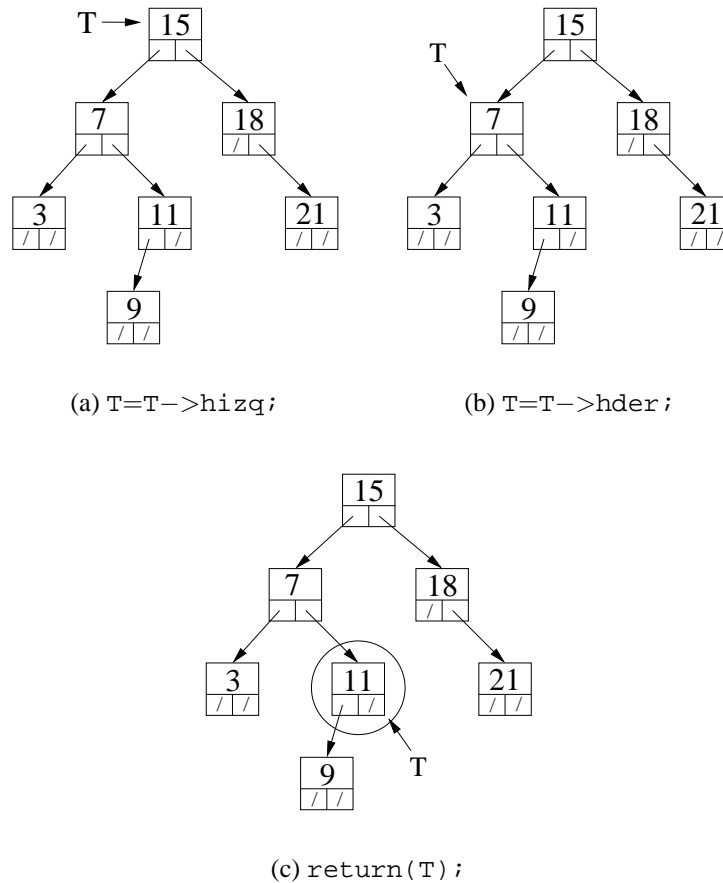 T 15
7 18
3 11 21
9
(a) T=T->hizq;
15
T
7 18
3 11 21
9
(b) T=T->hder;
15
7 18
3 11 21
T
9
(c) return(T);